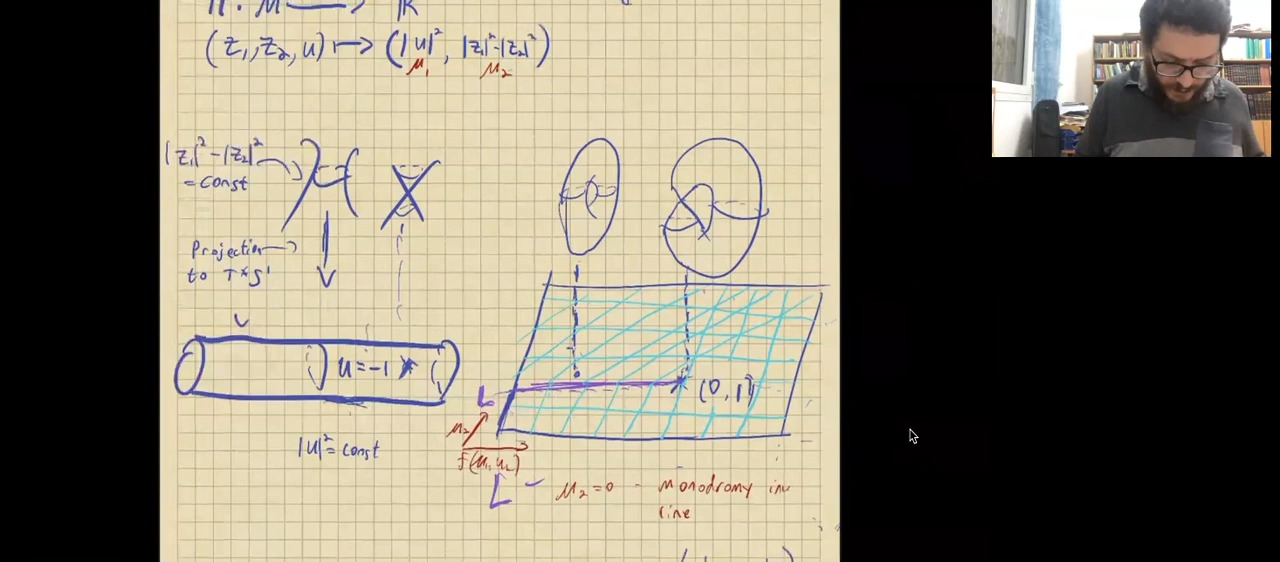 π : M → ℝ
(z₁, z₂, u) ↦ (|u|², |z₁|²-|z₂|²)
μ₁ μ₂
|z₁|²-|z₂|²
= const
Projection
to T*S¹
u = -1
|u|² = const
(0, 1)
L
μ₂
f(μ₁, μ₂)
L - μ₂ = 0 - monodromy inv
line